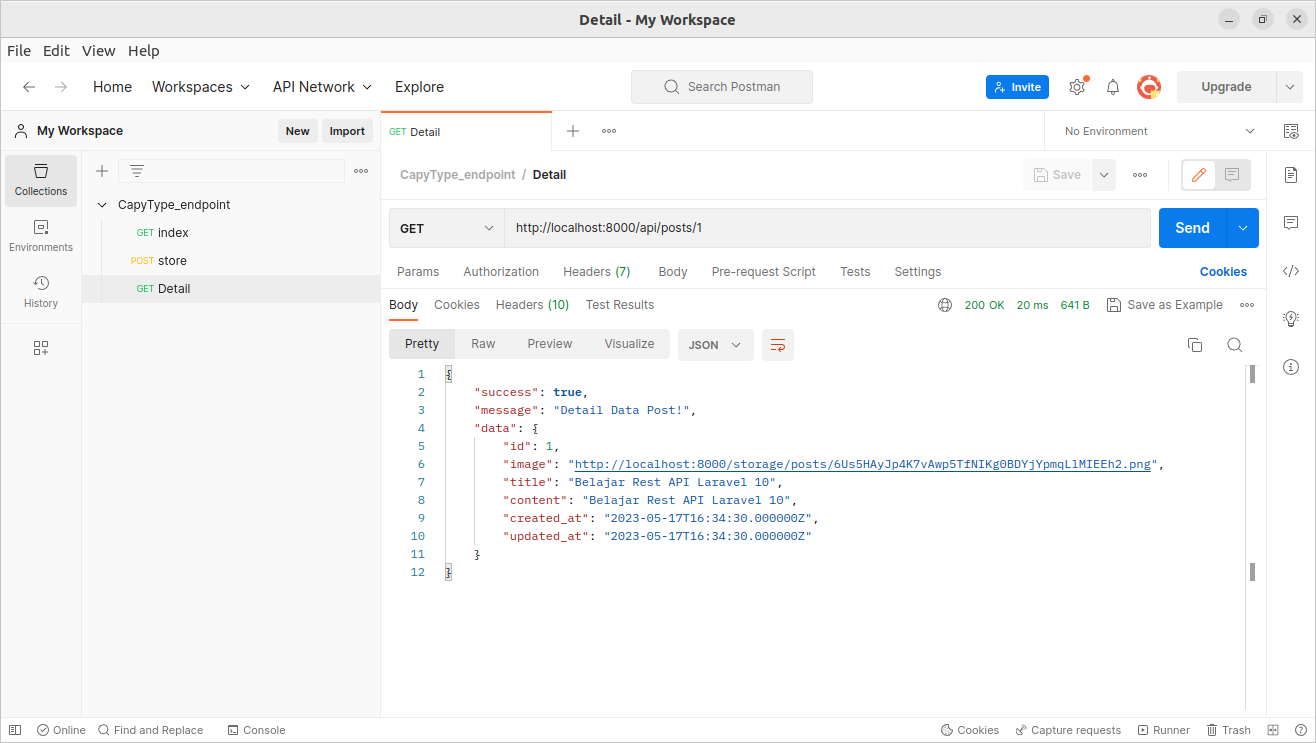 Detail - My Workspace
File Edit View Help
Home Workspaces API Network Explore Search Postman Invite Upgrade
My Workspace New Import GET Detail No Environment
Collections
Environments
History
CapyType_endpoint
GET index
POST store
GET Detail
CapyType_endpoint / Detail Save
GET http://localhost:8000/api/posts/1 Send
Params Authorization Headers (7) Body Pre-request Script Tests Settings Cookies
Body Cookies Headers (10) Test Results 200 OK 20 ms 641 B Save as Example
Pretty Raw Preview Visualize JSON
1 {
2 "success": true,
3 "message": "Detail Data Post!",
4 "data": {
5 "id": 1,
6 "image": "http://localhost:8000/storage/posts/6Us5HAyJp4K7vAwp5TfNIKg0BDYjYpmqLlMIEEh2.png",
7 "title": "Belajar Rest API Laravel 10",
8 "content": "Belajar Rest API Laravel 10",
9 "created_at": "2023-05-17T16:34:30.000000Z",
10 "updated_at": "2023-05-17T16:34:30.000000Z"
11 }
12 }
Online Find and Replace Console Cookies Capture requests Runner Trash